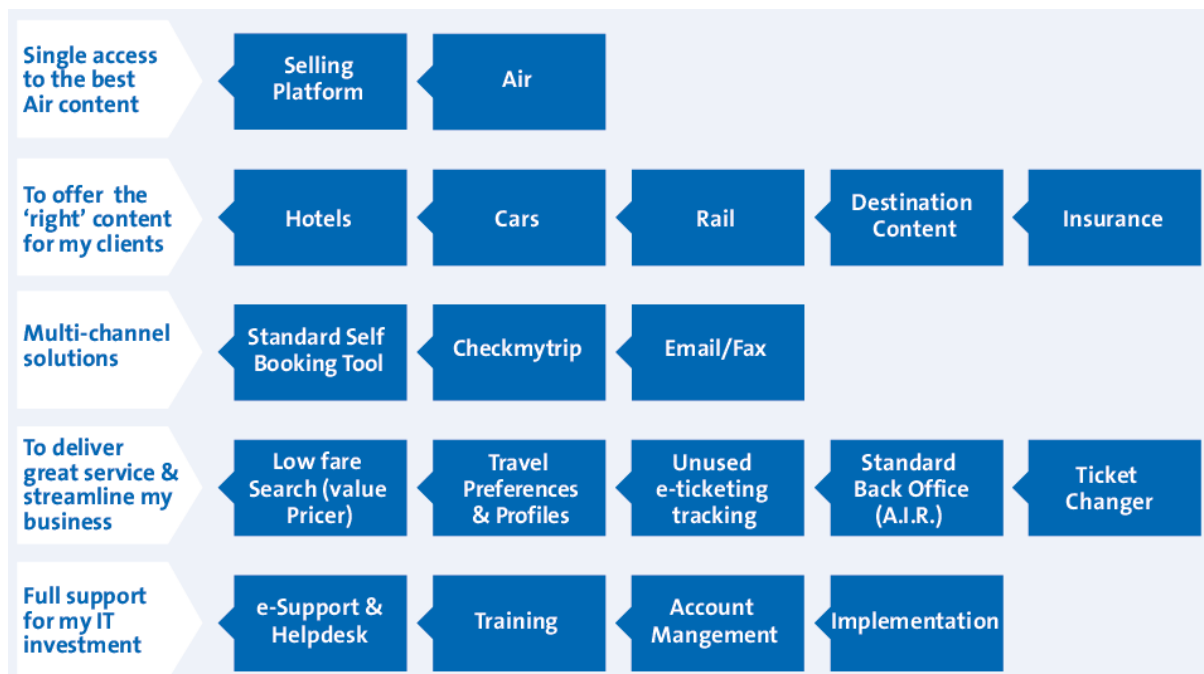 Single access
to the best
Air content
Selling
Platform
Air
To offer the
‘right’ content
for my clients
Hotels
Cars
Rail
Destination
Content
Insurance
Multi-channel
solutions
Standard Self
Booking Tool
Checkmytrip
Email/Fax
To deliver
great service &
streamline my
business
Low fare
Search (value
Pricer)
Travel
Preferences
& Profiles
Unused
e-ticketing
tracking
Standard
Back Office
(A.I.R.)
Ticket
Changer
Full support
for my IT
investment
e-Support &
Helpdesk
Training
Account
Mangement
Implementation